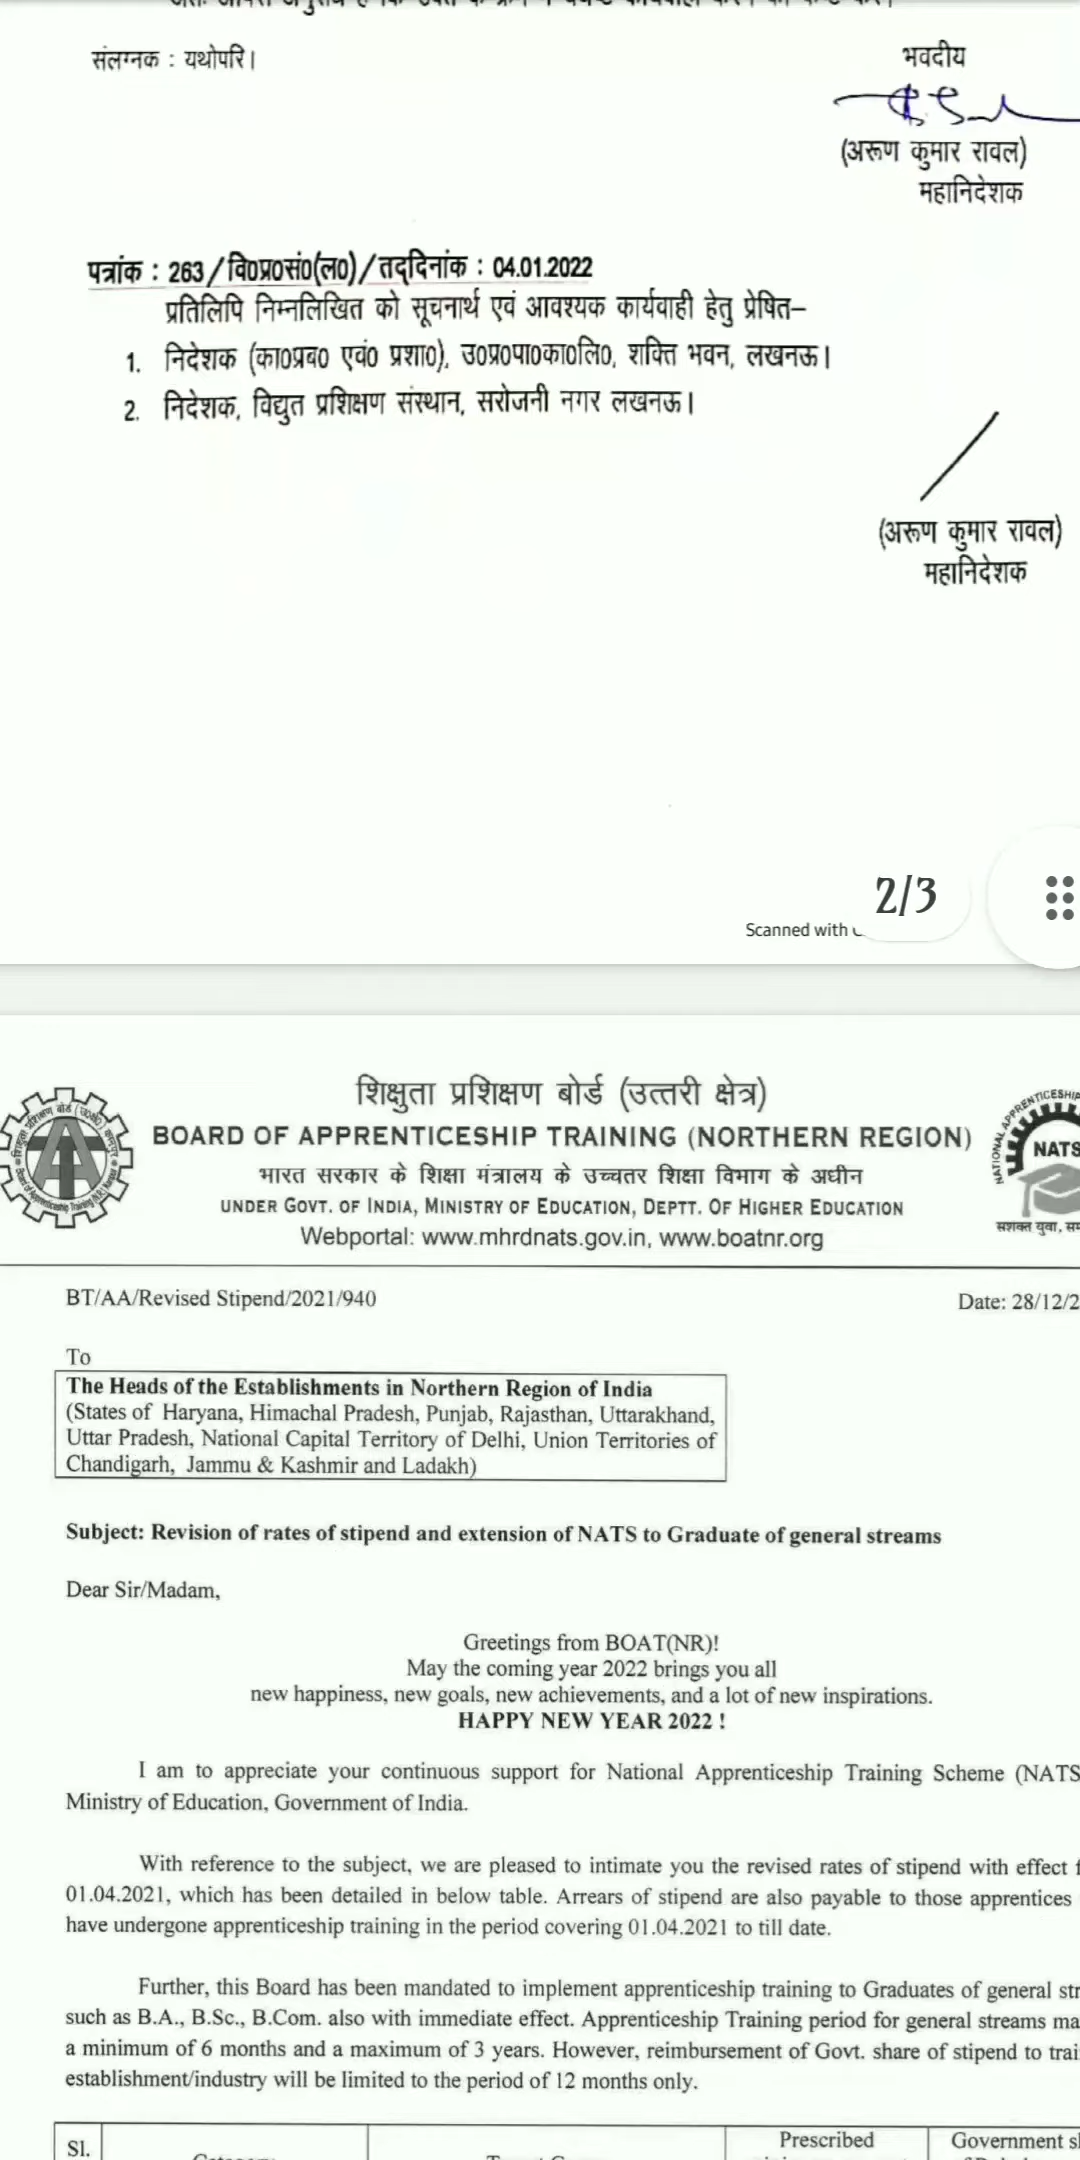 संलग्नक : यथोपरि।
भवदीय
(अरूण कुमार रावल)
महानिदेशक
पत्रांक : 263/वि0प्र0सं0(ल0)/तद्दिनांक : 04.01.2022
प्रतिलिपि निम्नलिखित को सूचनार्थ एवं आवश्यक कार्यवाही हेतु प्रेषित–
1. निदेशक (का0प्रब0 एवं0 प्रशा0), उ0प्र0पा0का0लि0, शक्ति भवन, लखनऊ।
2. निदेशक, विद्युत प्रशिक्षण संस्थान, सरोजनी नगर लखनऊ।
(अरूण कुमार रावल)
महानिदेशक
2/3
Scanned with
शिक्षुता प्रशिक्षण बोर्ड (उत्तरी क्षेत्र)
BOARD OF APPRENTICESHIP TRAINING (NORTHERN REGION)
भारत सरकार के शिक्षा मंत्रालय के उच्चतर शिक्षा विभाग के अधीन
UNDER GOVT. OF INDIA, MINISTRY OF EDUCATION, DEPTT. OF HIGHER EDUCATION
Webportal: www.mhrdnats.gov.in, www.boatnr.org
NATIONAL APPRENTICESHIP
NATS
सशक्त युवा,
BT/AA/Revised Stipend/2021/940
Date: 28/12/2
To
The Heads of the Establishments in Northern Region of India
(States of Haryana, Himachal Pradesh, Punjab, Rajasthan, Uttarakhand,
Uttar Pradesh, National Capital Territory of Delhi, Union Territories of
Chandigarh, Jammu & Kashmir and Ladakh)
Subject: Revision of rates of stipend and extension of NATS to Graduate of general streams
Dear Sir/Madam,
Greetings from BOAT(NR)!
May the coming year 2022 brings you all
new happiness, new goals, new achievements, and a lot of new inspirations.
HAPPY NEW YEAR 2022 !
I am to appreciate your continuous support for National Apprenticeship Training Scheme (NATS
Ministry of Education, Government of India.
With reference to the subject, we are pleased to intimate you the revised rates of stipend with effect
01.04.2021, which has been detailed in below table. Arrears of stipend are also payable to those apprentices
have undergone apprenticeship training in the period covering 01.04.2021 to till date.
Further, this Board has been mandated to implement apprenticeship training to Graduates of general
such as B.A., B.Sc., B.Com. also with immediate effect. Apprenticeship Training period for general streams
a minimum of 6 months and a maximum of 3 years. However, reimbursement of Govt. share of stipend to
establishment/industry will be limited to the period of 12 months only.
Sl.
Prescribed
Government